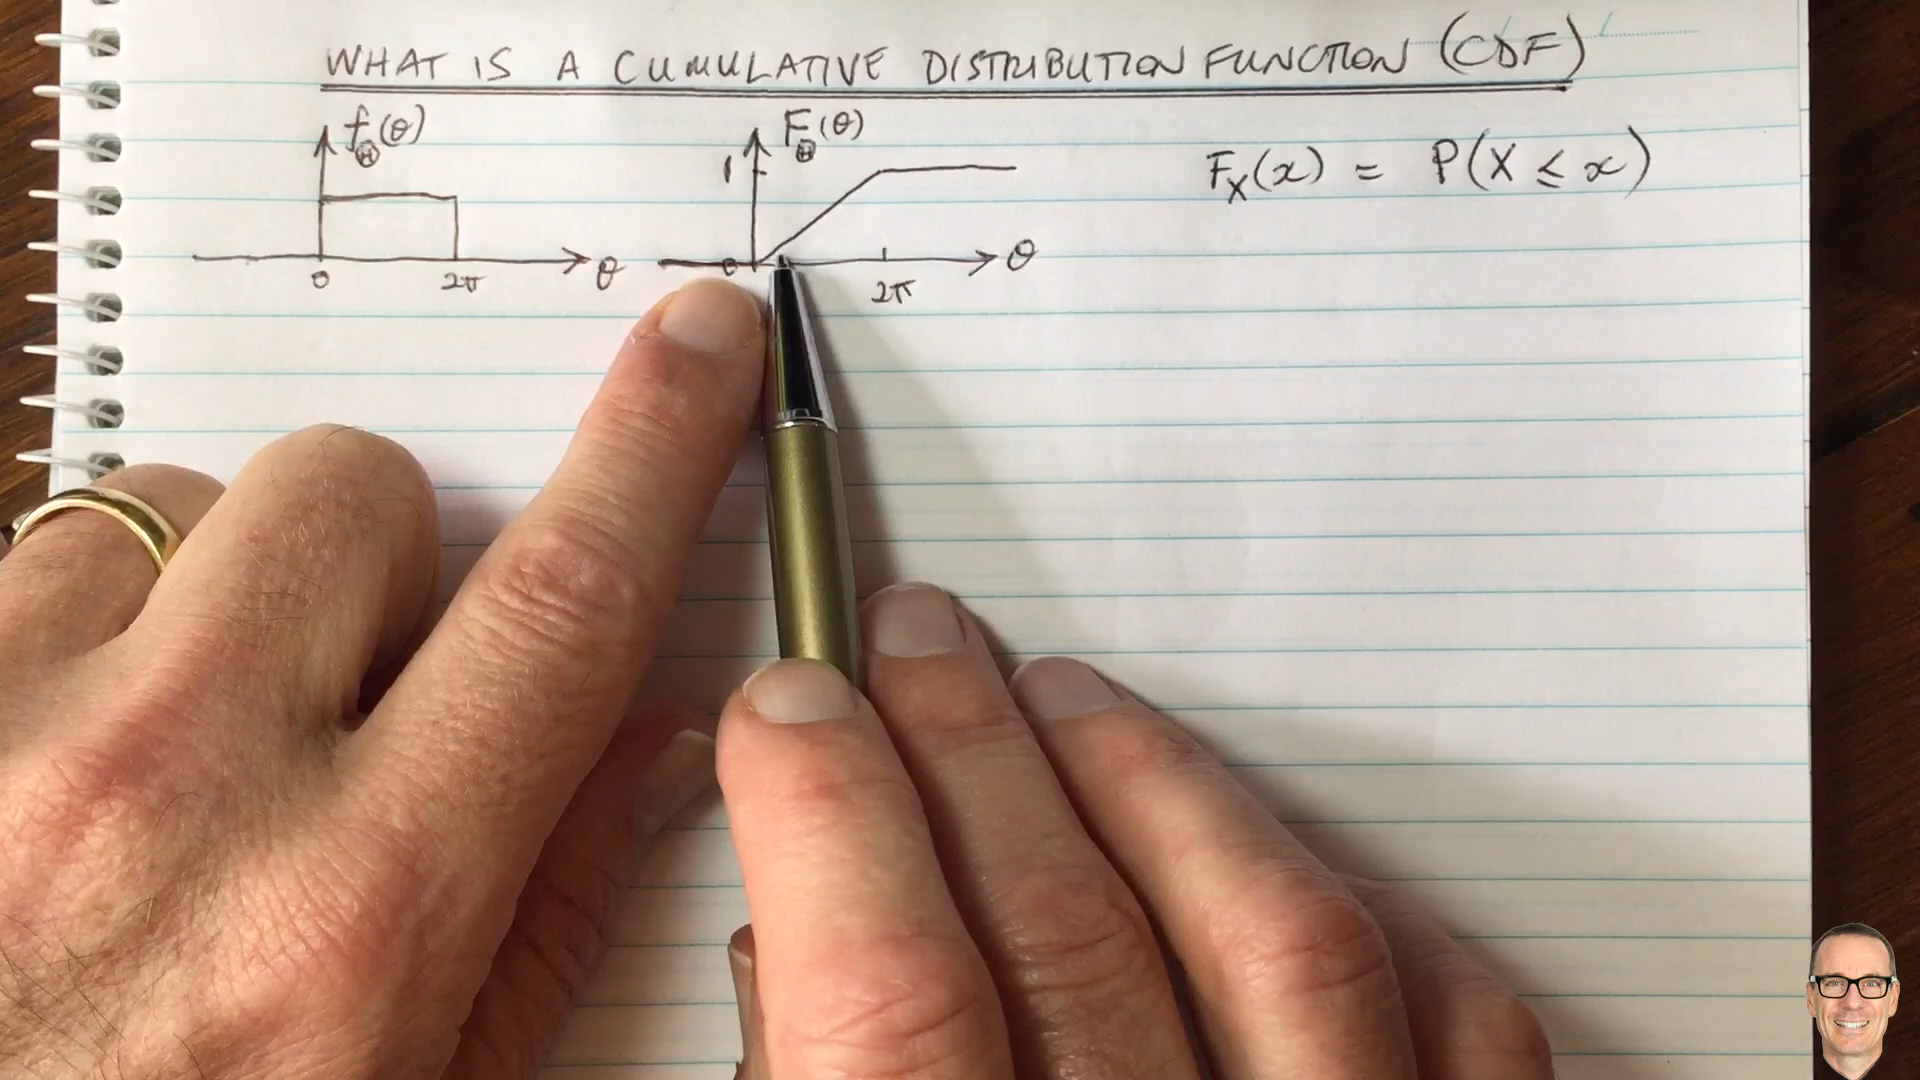 WHAT IS A CUMULATIVE DISTRIBUTION FUNCTION (CDF)
f_Θ(θ)
0 2π θ
F_Θ(θ)
1
0 2π θ
F_X(x) = P(X ≤ x)